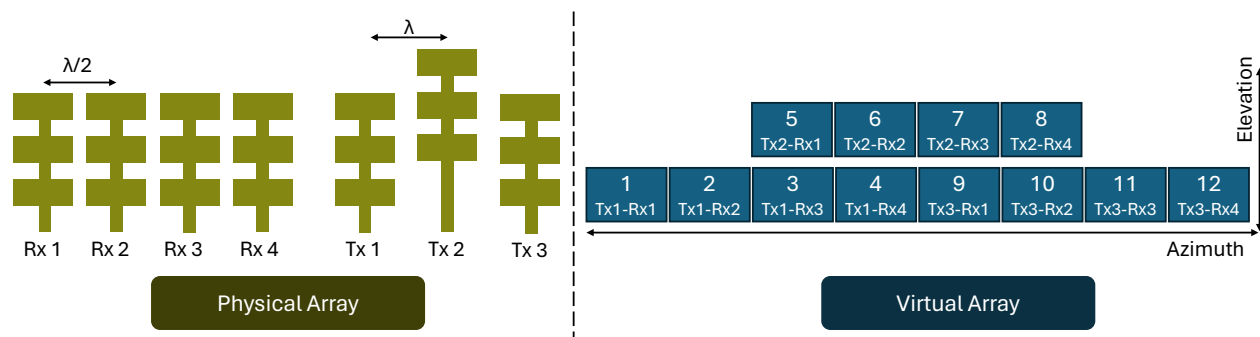 λ/2
λ
Rx 1
Rx 2
Rx 3
Rx 4
Tx 1
Tx 2
Tx 3
Physical Array
5
Tx2-Rx1
6
Tx2-Rx2
7
Tx2-Rx3
8
Tx2-Rx4
1
Tx1-Rx1
2
Tx1-Rx2
3
Tx1-Rx3
4
Tx1-Rx4
9
Tx3-Rx1
10
Tx3-Rx2
11
Tx3-Rx3
12
Tx3-Rx4
Elevation
Azimuth
Virtual Array